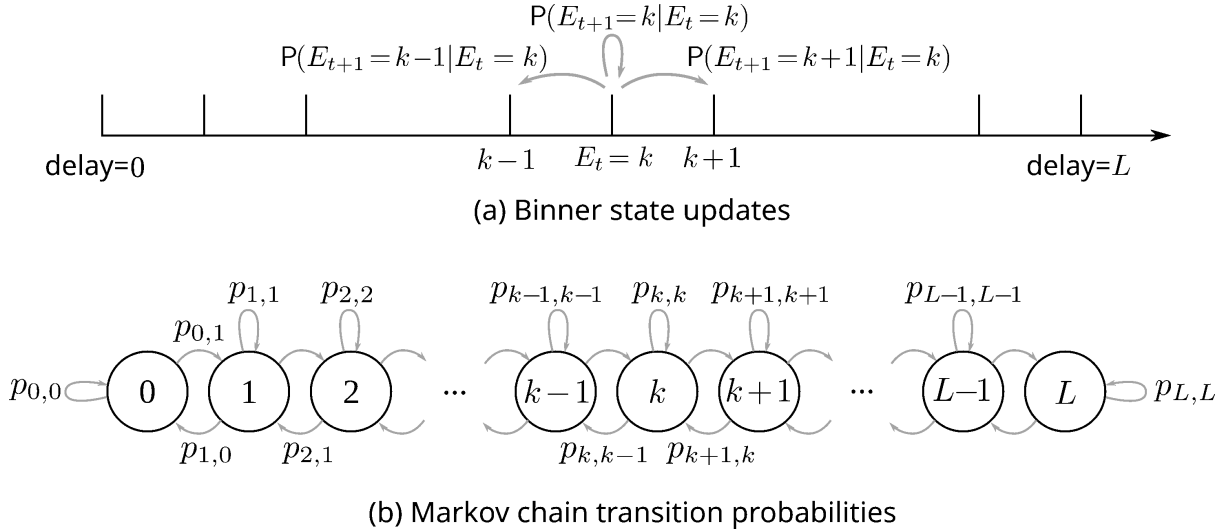 P(E_{t+1}=k|E_t=k)
P(E_{t+1}=k−1|E_t=k) P(E_{t+1}=k+1|E_t=k)
delay=0 k−1 E_t=k k+1 delay=L
(a) Binner state updates
p_{1,1} p_{2,2} p_{k−1,k−1} p_{k,k} p_{k+1,k+1} p_{L−1,L−1}
p_{0,1}
p_{0,0} 0 1 2 ... k−1 k k+1 ... L−1 L p_{L,L}
p_{1,0} p_{2,1} p_{k,k−1} p_{k+1,k}
(b) Markov chain transition probabilities